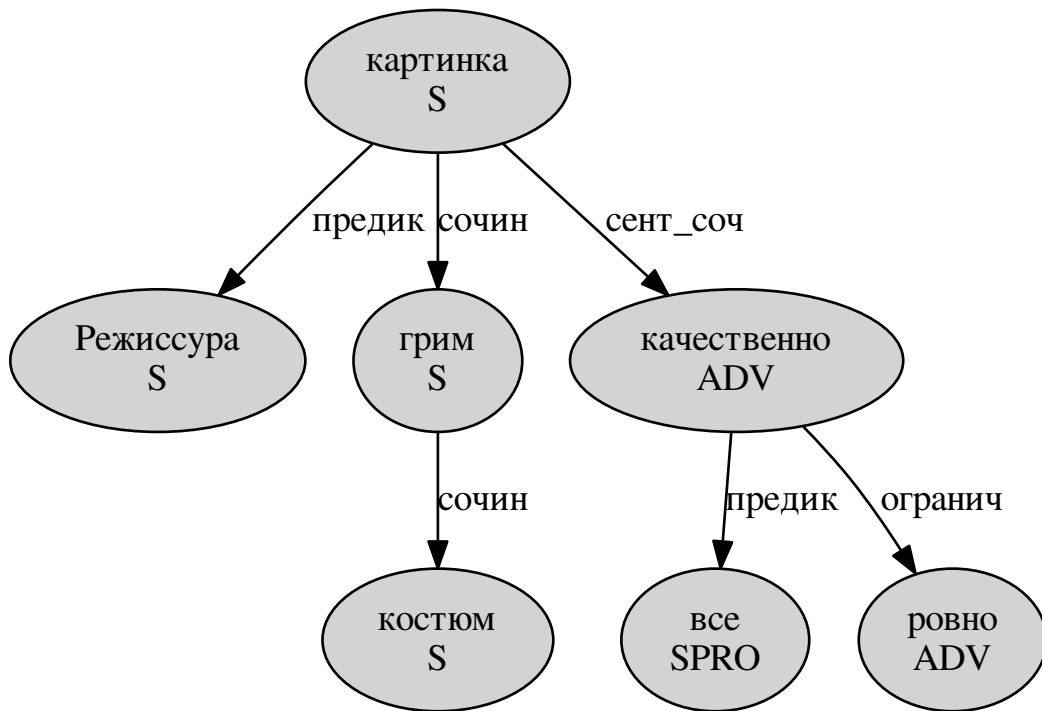 картинка
S
предик
сочин
сент_соч
Режиссура
S
грим
S
качественно
ADV
сочин
предик
огранич
костюм
S
все
SPRO
ровно
ADV